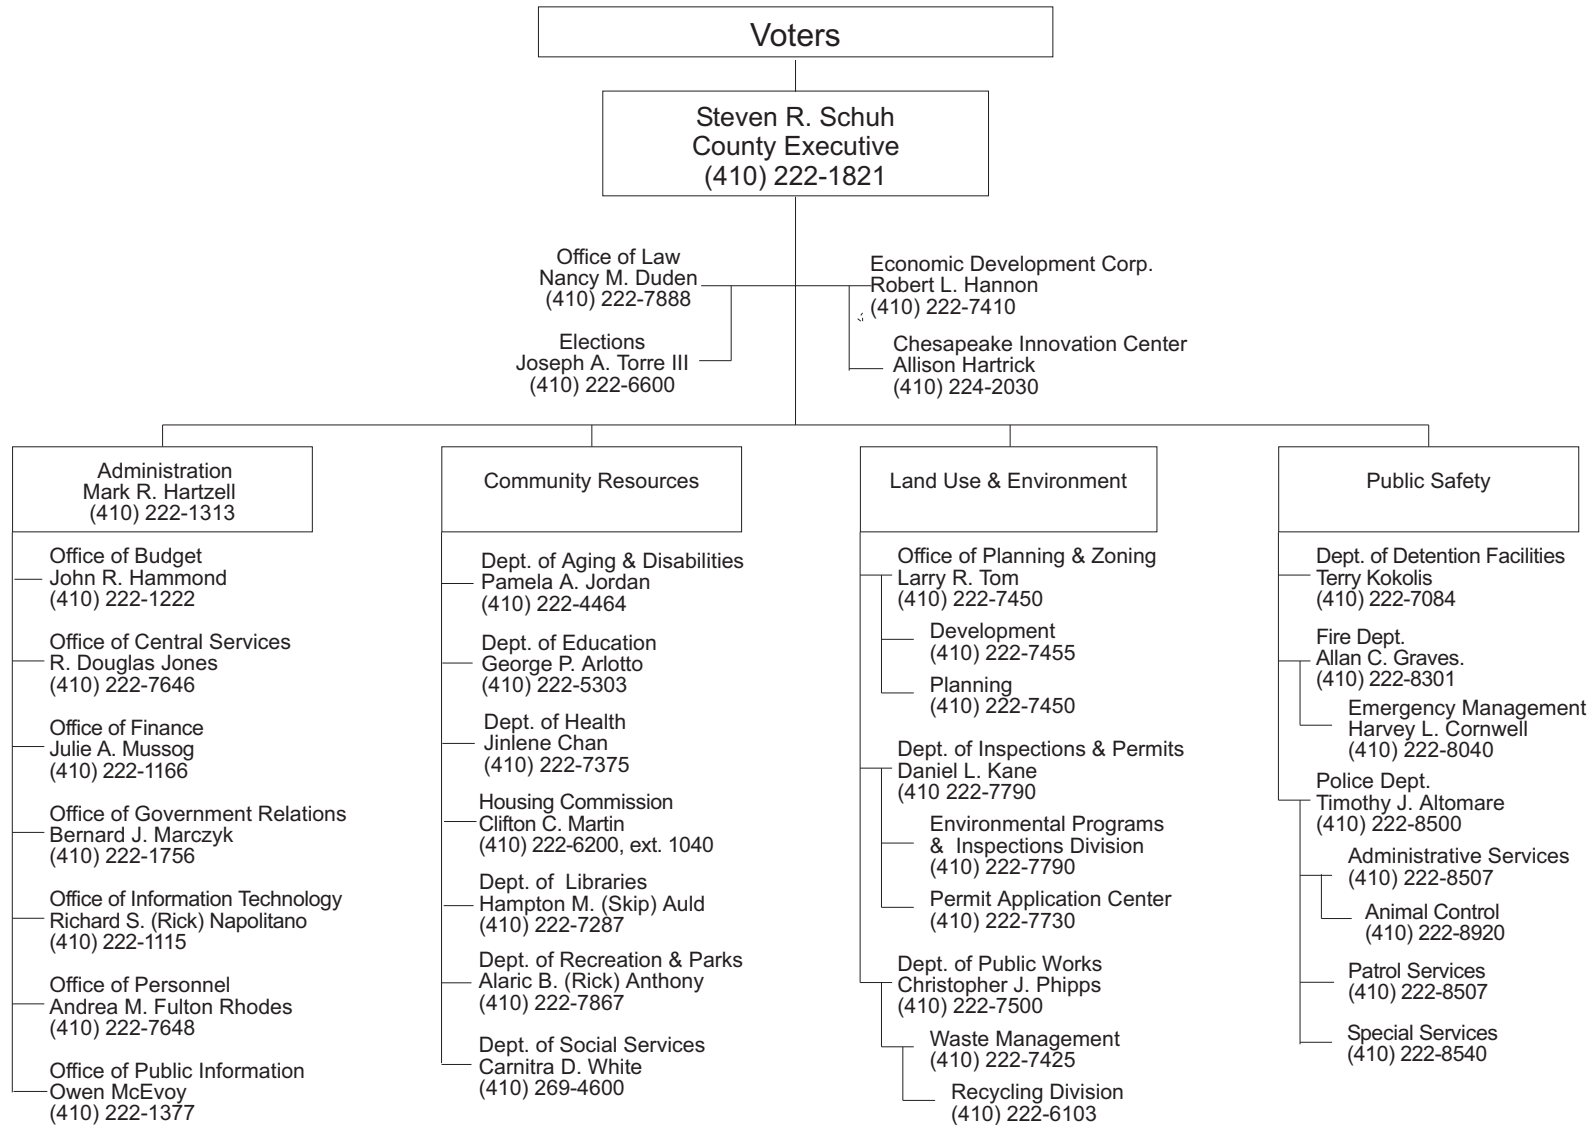 Voters
Steven R. Schuh
County Executive
(410) 222-1821
Office of Law
Nancy M. Duden
(410) 222-7888
Elections
Joseph A. Torre III
(410) 222-6600
Economic Development Corp.
Robert L. Hannon
(410) 222-7410
Chesapeake Innovation Center
Allison Hartrick
(410) 224-2030
Administration
Mark R. Hartzell
(410) 222-1313
Office of Budget
John R. Hammond
(410) 222-1222
Office of Central Services
R. Douglas Jones
(410) 222-7646
Office of Finance
Julie A. Mussog
(410) 222-1166
Office of Government Relations
Bernard J. Marczyk
(410) 222-1756
Office of Information Technology
Richard S. (Rick) Napolitano
(410) 222-1115
Office of Personnel
Andrea M. Fulton Rhodes
(410) 222-7648
Office of Public Information
Owen McEvoy
(410) 222-1377
Community Resources
Dept. of Aging & Disabilities
Pamela A. Jordan
(410) 222-4464
Dept. of Education
George P. Arlotto
(410) 222-5303
Dept. of Health
Jinlene Chan
(410) 222-7375
Housing Commission
Clifton C. Martin
(410) 222-6200, ext. 1040
Dept. of  Libraries
Hampton M. (Skip) Auld
(410) 222-7287
Dept. of Recreation & Parks
Alaric B. (Rick) Anthony
(410) 222-7867
Dept. of Social Services
Carnitra D. White
(410) 269-4600
Land Use & Environment
Office of Planning & Zoning
Larry R. Tom
(410) 222-7450
Development
(410) 222-7455
Planning
(410) 222-7450
Dept. of Inspections & Permits
Daniel L. Kane
(410 222-7790
Environmental Programs
&  Inspections Division
(410) 222-7790
Permit Application Center
(410) 222-7730
Dept. of Public Works
Christopher J. Phipps
(410) 222-7500
Waste Management
(410) 222-7425
Recycling Division
(410) 222-6103
Public Safety
Dept. of Detention Facilities
Terry Kokolis
(410) 222-7084
Fire Dept.
Allan C. Graves.
(410) 222-8301
Emergency Management
Harvey L. Cornwell
(410) 222-8040
Police Dept.
Timothy J. Altomare
(410) 222-8500
Administrative Services
(410) 222-8507
Animal Control
(410) 222-8920
Patrol Services
(410) 222-8507
Special Services
(410) 222-8540